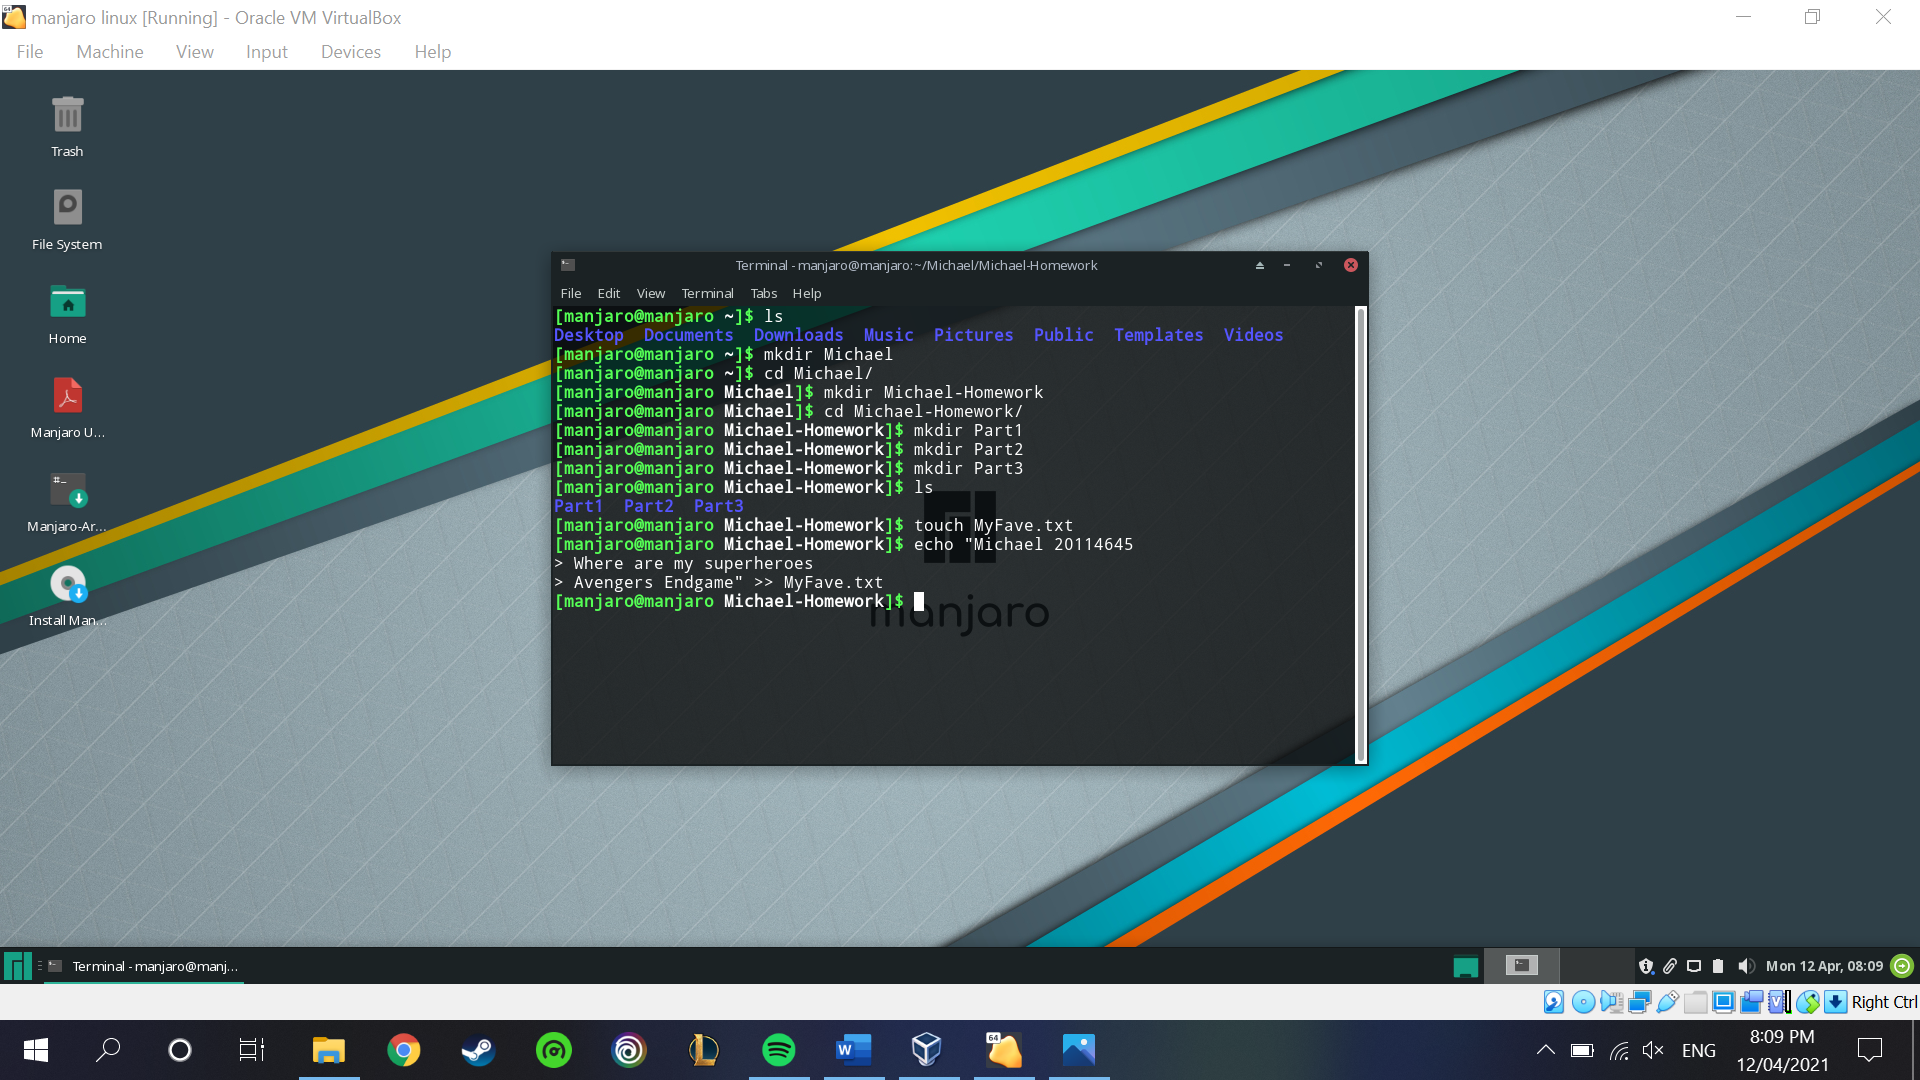 manjaro linux [Running] - Oracle VM VirtualBox
File Machine View Input Devices Help
Trash
File System
Home
Manjaro U...
Manjaro-Ar...
Install Man...
Terminal - manjaro@manjaro:~/Michael/Michael-Homework
File Edit View Terminal Tabs Help
[manjaro@manjaro ~]$ ls
Desktop Documents Downloads Music Pictures Public Templates Videos
[manjaro@manjaro ~]$ mkdir Michael
[manjaro@manjaro ~]$ cd Michael/
[manjaro@manjaro Michael]$ mkdir Michael-Homework
[manjaro@manjaro Michael]$ cd Michael-Homework/
[manjaro@manjaro Michael-Homework]$ mkdir Part1
[manjaro@manjaro Michael-Homework]$ mkdir Part2
[manjaro@manjaro Michael-Homework]$ mkdir Part3
[manjaro@manjaro Michael-Homework]$ ls
Part1 Part2 Part3
[manjaro@manjaro Michael-Homework]$ touch MyFave.txt
[manjaro@manjaro Michael-Homework]$ echo "Michael 20114645
> Where are my superheroes
> Avengers Endgame" >> MyFave.txt
[manjaro@manjaro Michael-Homework]$
manjaro
Terminal - manjaro@manj...
Mon 12 Apr, 08:09
Right Ctrl
64
ENG
8:09 PM
12/04/2021